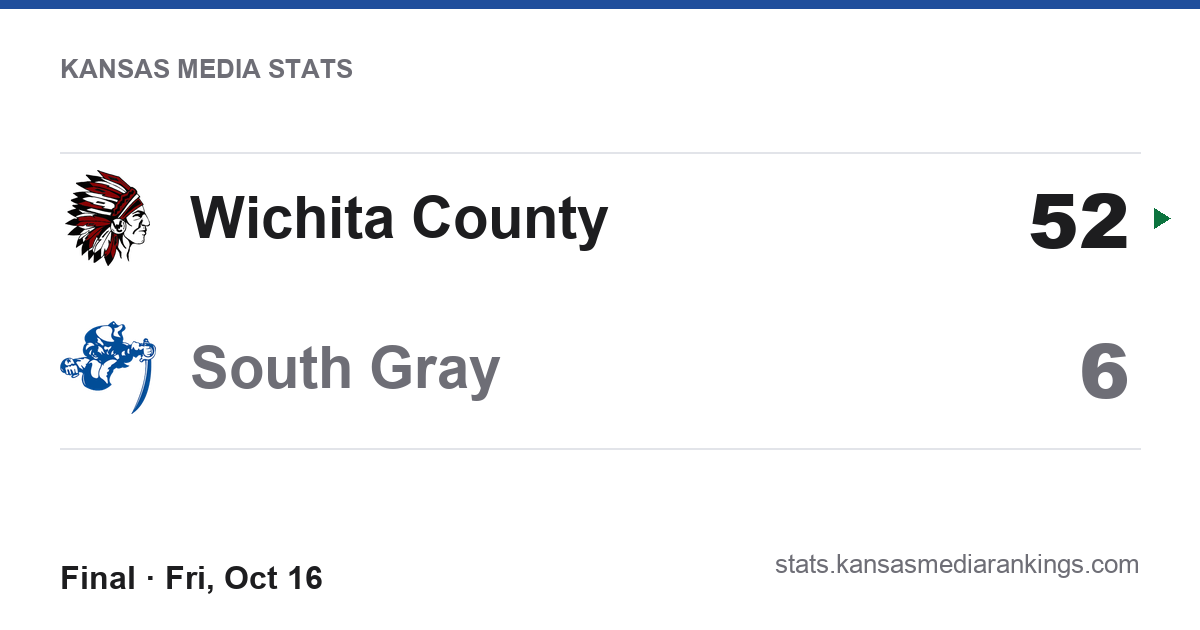 KANSAS MEDIA STATS
Wichita County 52
South Gray 6
Final · Fri, Oct 16
stats.kansasmediarankings.com